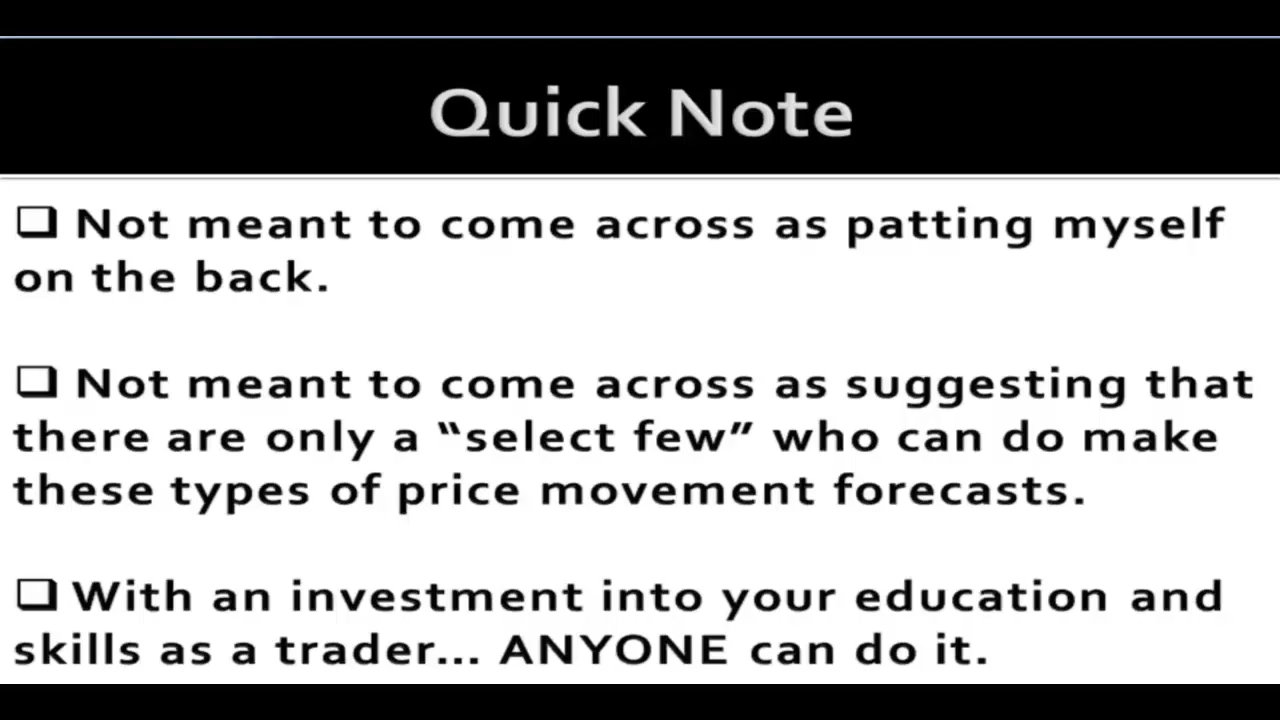 Quick Note
❑ Not meant to come across as patting myself
on the back.
❑ Not meant to come across as suggesting that
there are only a “select few” who can do make
these types of price movement forecasts.
❑ With an investment into your education and
skills as a trader... ANYONE can do it.